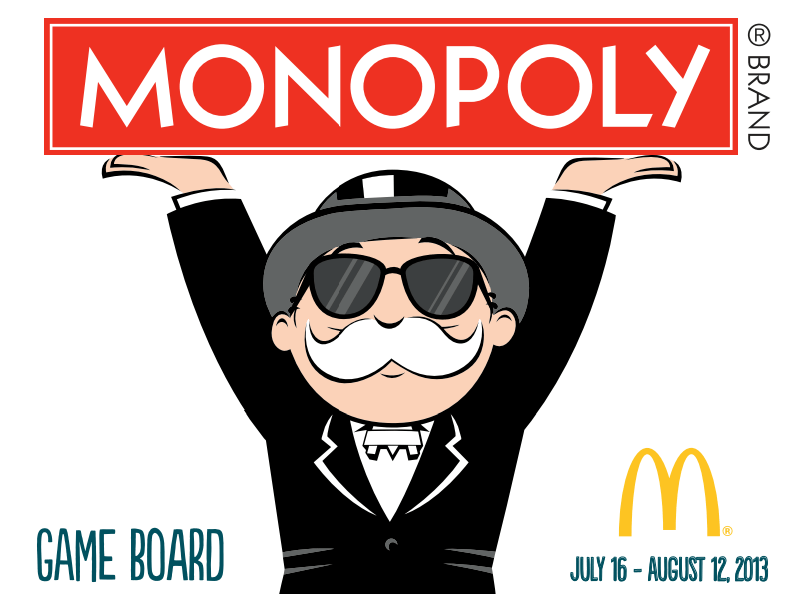 MONOPOLY
® BRAND
GAME BOARD
M®
JULY 16 - AUGUST 12, 2013